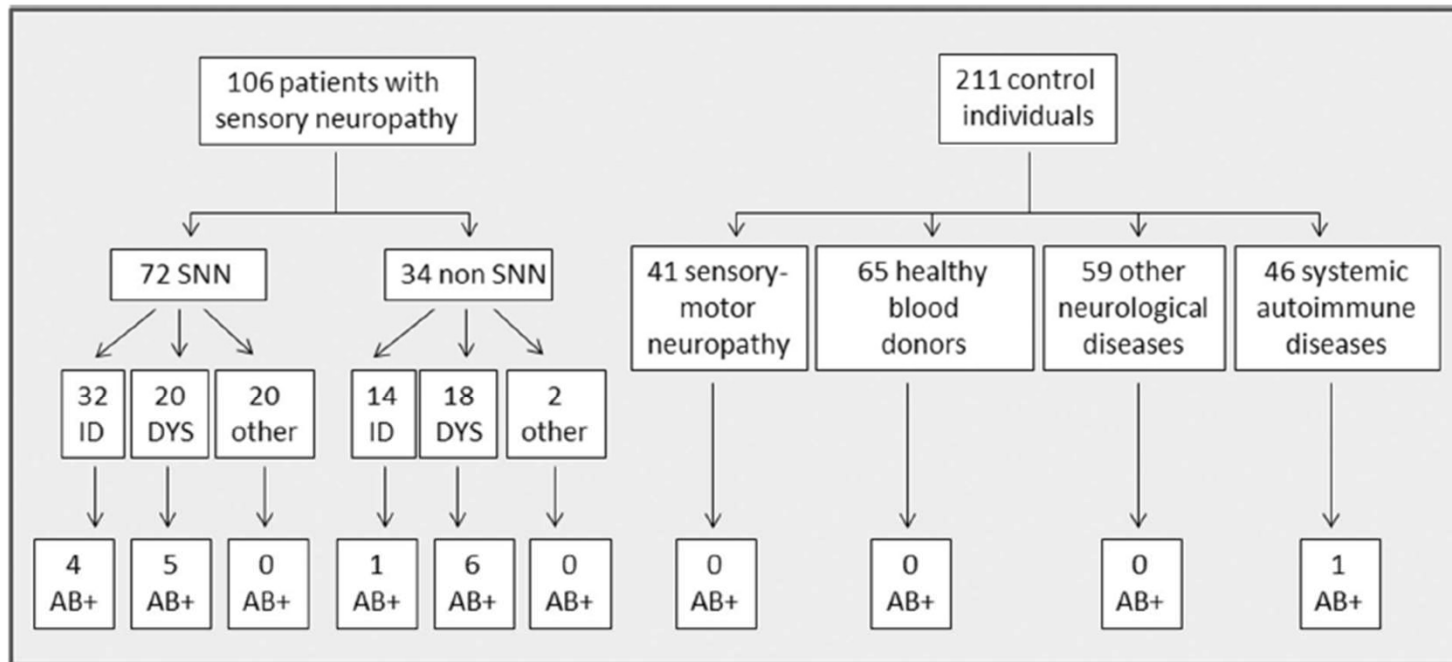 106 patients with
sensory neuropathy
211 control
individuals
72 SNN
34 non SNN
41 sensory-
motor
neuropathy
65 healthy
blood
donors
59 other
neurological
diseases
46 systemic
autoimmune
diseases
32
ID
20
DYS
20
other
14
ID
18
DYS
2
other
4
AB+
5
AB+
0
AB+
1
AB+
6
AB+
0
AB+
0
AB+
0
AB+
0
AB+
1
AB+